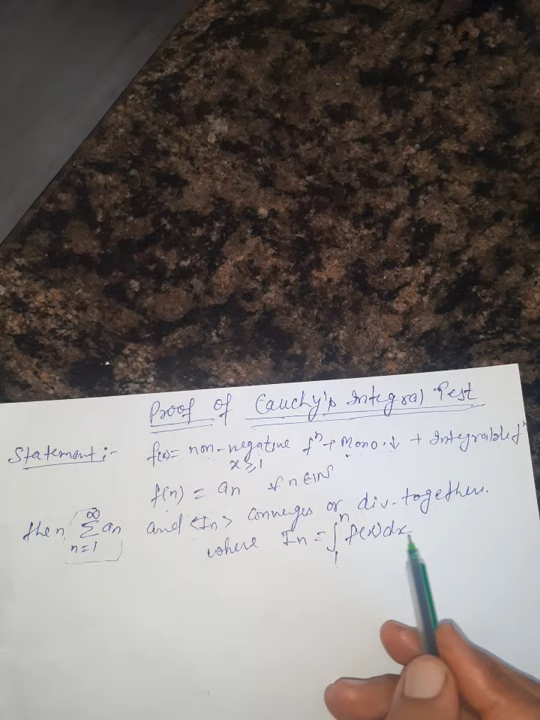 Proof of Cauchy's Integral Test
Statement :- f(x) = non-negative fⁿ + Mono. ↓ + Integrable fⁿ
x ≥ 1
f(n) = aₙ ∀ n ∈ ℕ
then, ∞ Σ n=1 aₙ and <Iₙ> converges or div. together.
where Iₙ = ∫₁ⁿ f(x)dx